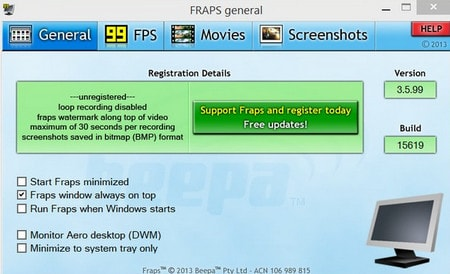 FRAPS general
General
99 FPS
Movies
Screenshots
HELP
© 2013
Registration Details
---unregistered---
loop recording disabled
fraps watermark along top of video
maximum of 30 seconds per recording
screenshots saved in bitmap (BMP) format
Support Fraps and register today
Free updates!
Version
3.5.99
Build
15619
beepa™
Start Fraps minimized
Fraps window always on top
Run Fraps when Windows starts
Monitor Aero desktop (DWM)
Minimize to system tray only
Fraps™ © 2013 Beepa™ Pty Ltd - ACN 106 989 815